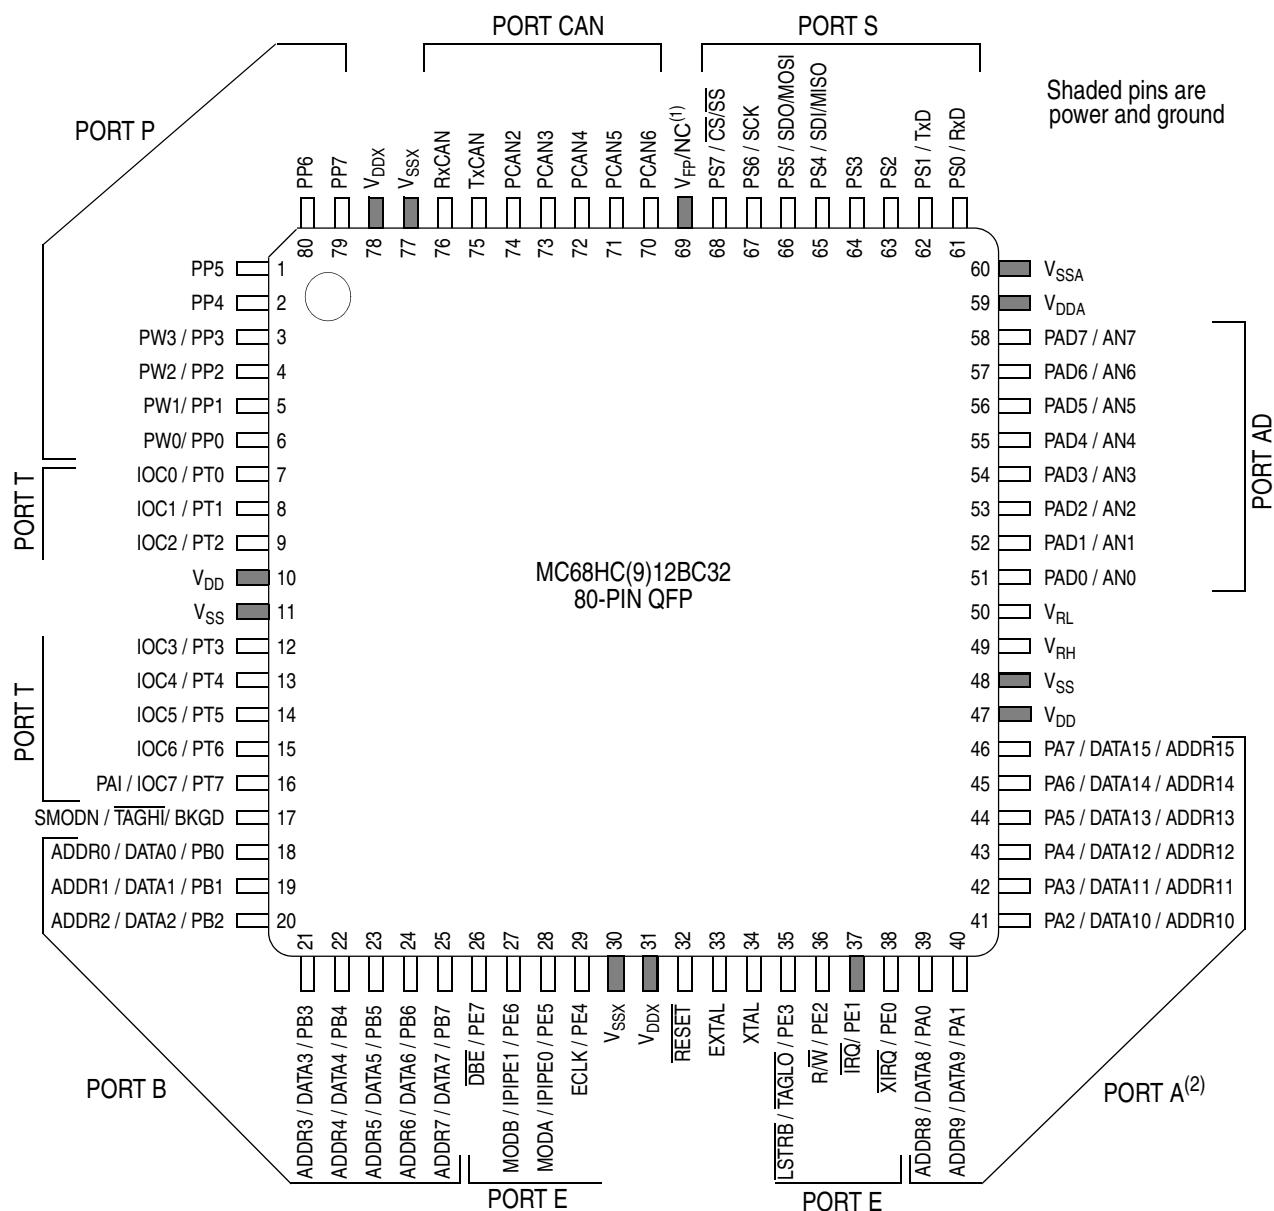 PORT CAN
PORT S
PORT P
Shaded pins are
power and ground
PP6
PP7
VDDX
VSSX
RxCAN
TxCAN
PCAN2
PCAN3
PCAN4
PCAN5
PCAN6
VFP/NC(1)
PS7 / CS/SS
PS6 / SCK
PS5 / SDO/MOSI
PS4 / SDI/MISO
PS3
PS2
PS1 / TxD
PS0 / RxD
80
79
78
77
76
75
74
73
72
71
70
69
68
67
66
65
64
63
62
61
PP5 1
PP4 2
PW3 / PP3 3
PW2 / PP2 4
PW1/ PP1 5
PW0/ PP0 6
IOC0 / PT0 7
IOC1 / PT1 8
IOC2 / PT2 9
VDD 10
VSS 11
IOC3 / PT3 12
IOC4 / PT4 13
IOC5 / PT5 14
IOC6 / PT6 15
PAI / IOC7 / PT7 16
SMODN / TAGHI/ BKGD 17
ADDR0 / DATA0 / PB0 18
ADDR1 / DATA1 / PB1 19
ADDR2 / DATA2 / PB2 20
PORT T
PORT T
MC68HC(9)12BC32
80-PIN QFP
60 VSSA
59 VDDA
58 PAD7 / AN7
57 PAD6 / AN6
56 PAD5 / AN5
55 PAD4 / AN4
54 PAD3 / AN3
53 PAD2 / AN2
52 PAD1 / AN1
51 PAD0 / AN0
50 VRL
49 VRH
48 VSS
47 VDD
46 PA7 / DATA15 / ADDR15
45 PA6 / DATA14 / ADDR14
44 PA5 / DATA13 / ADDR13
43 PA4 / DATA12 / ADDR12
42 PA3 / DATA11 / ADDR11
41 PA2 / DATA10 / ADDR10
PORT AD
21
22
23
24
25
26
27
28
29
30
31
32
33
34
35
36
37
38
39
40
ADDR3 / DATA3 / PB3
ADDR4 / DATA4 / PB4
ADDR5 / DATA5 / PB5
ADDR6 / DATA6 / PB6
ADDR7 / DATA7 / PB7
DBE / PE7
MODB / IPIPE1 / PE6
MODA / IPIPE0 / PE5
ECLK / PE4
VSSX
VDDX
RESET
EXTAL
XTAL
LSTRB / TAGLO / PE3
R/W / PE2
IRQ/ PE1
XIRQ / PE0
ADDR8 / DATA8 / PA0
ADDR9 / DATA9 / PA1
PORT B
PORT A(2)
PORT E
PORT E